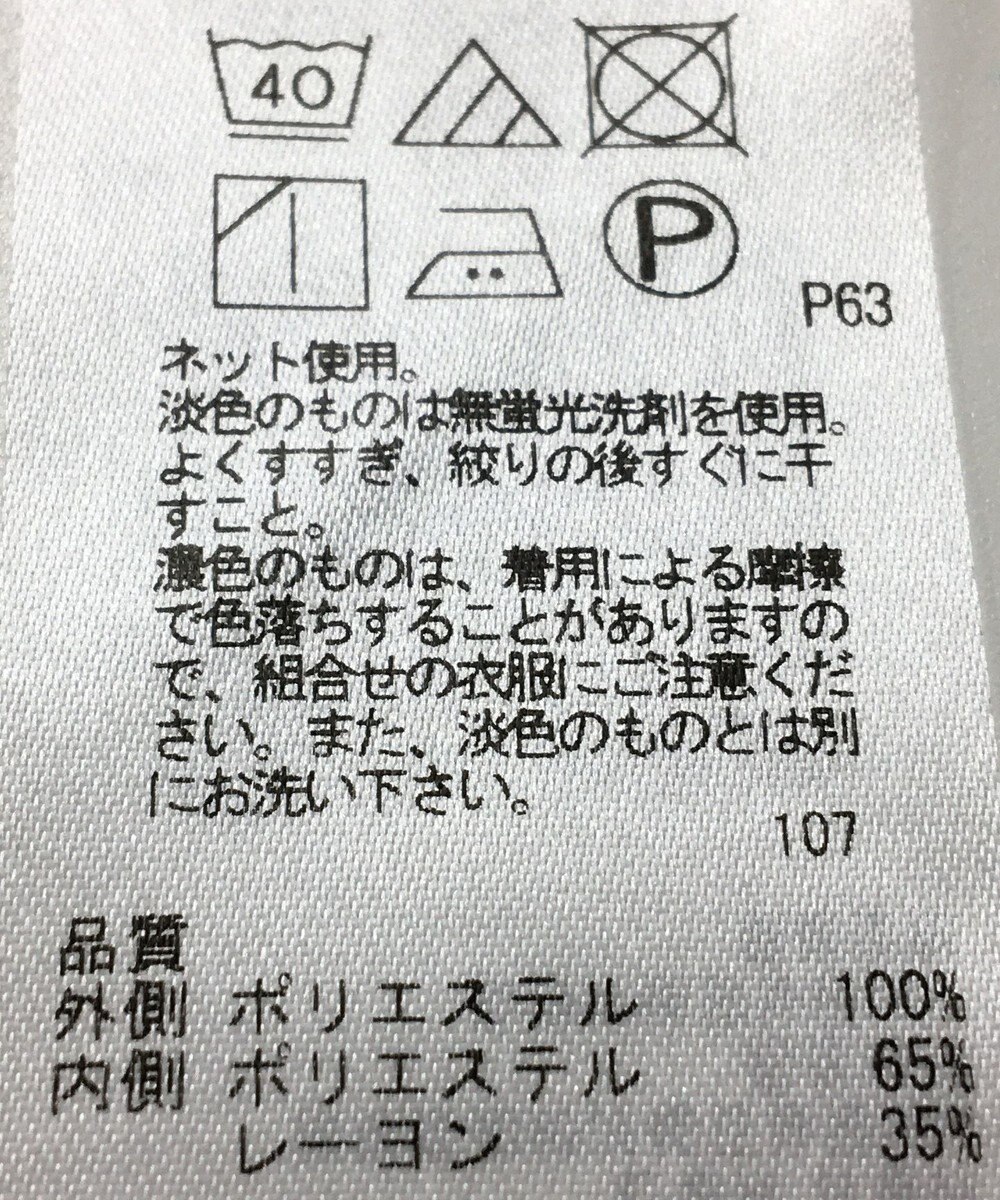 40
P
P63
ネット使用。
淡色のものは無蛍光洗剤を使用。
よくすすぎ、絞りの後すぐに干
すこと。
濃色のものは、着用による摩擦
で色落ちすることがありますの
で、組合せの衣服にご注意くだ
さい。また、淡色のものとは別
にお洗い下さい。
107
品質
外側 ポリエステル 100%
内側 ポリエステル 65%
レーヨン 35%